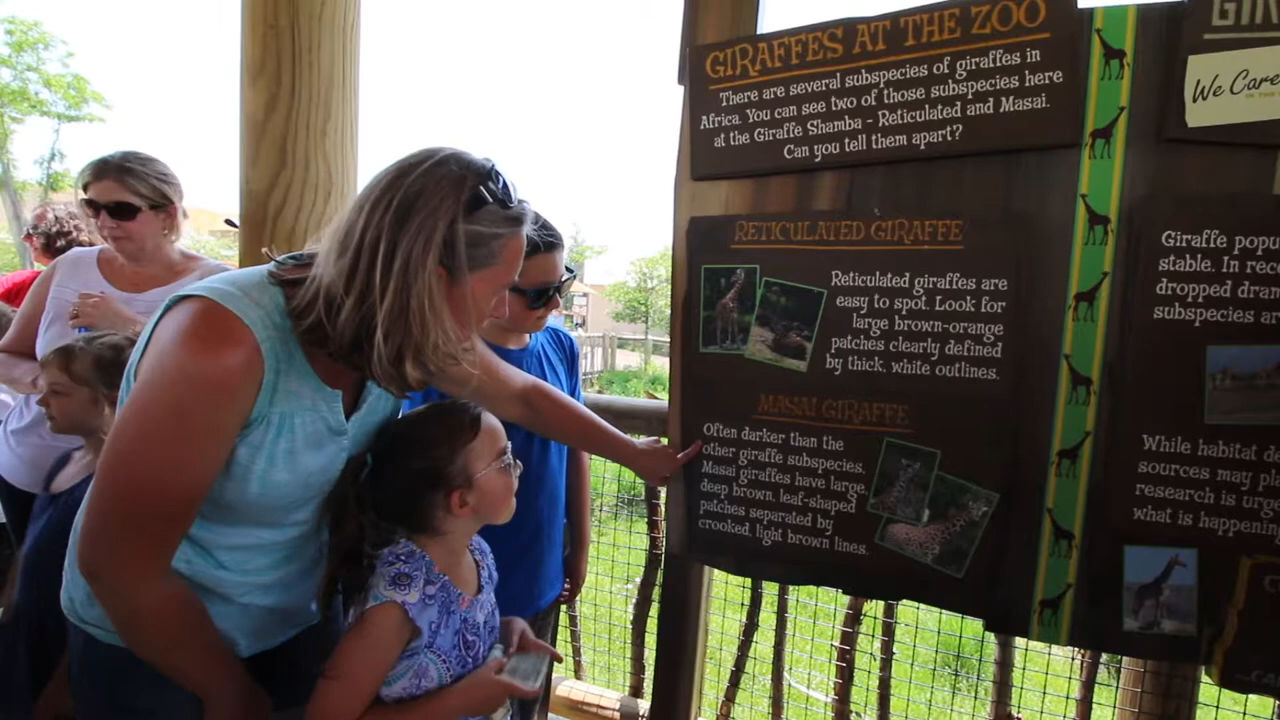 GIRAFFES AT THE ZOO
There are several subspecies of giraffes in
Africa. You can see two of those subspecies here
at the Giraffe Shamba - Reticulated and Masai.
Can you tell them apart?
RETICULATED GIRAFFE
Reticulated giraffes are
easy to spot. Look for
large brown-orange
patches clearly defined
by thick, white outlines.
MASAI GIRAFFE
Often darker than the
other giraffe subspecies,
Masai giraffes have large,
deep brown, leaf-shaped
patches separated by
crooked, light brown lines.
We Care
Giraffe popu
stable. In rece
dropped dram
subspecies ar
While habitat de
sources may pla
research is urge
what is happenin